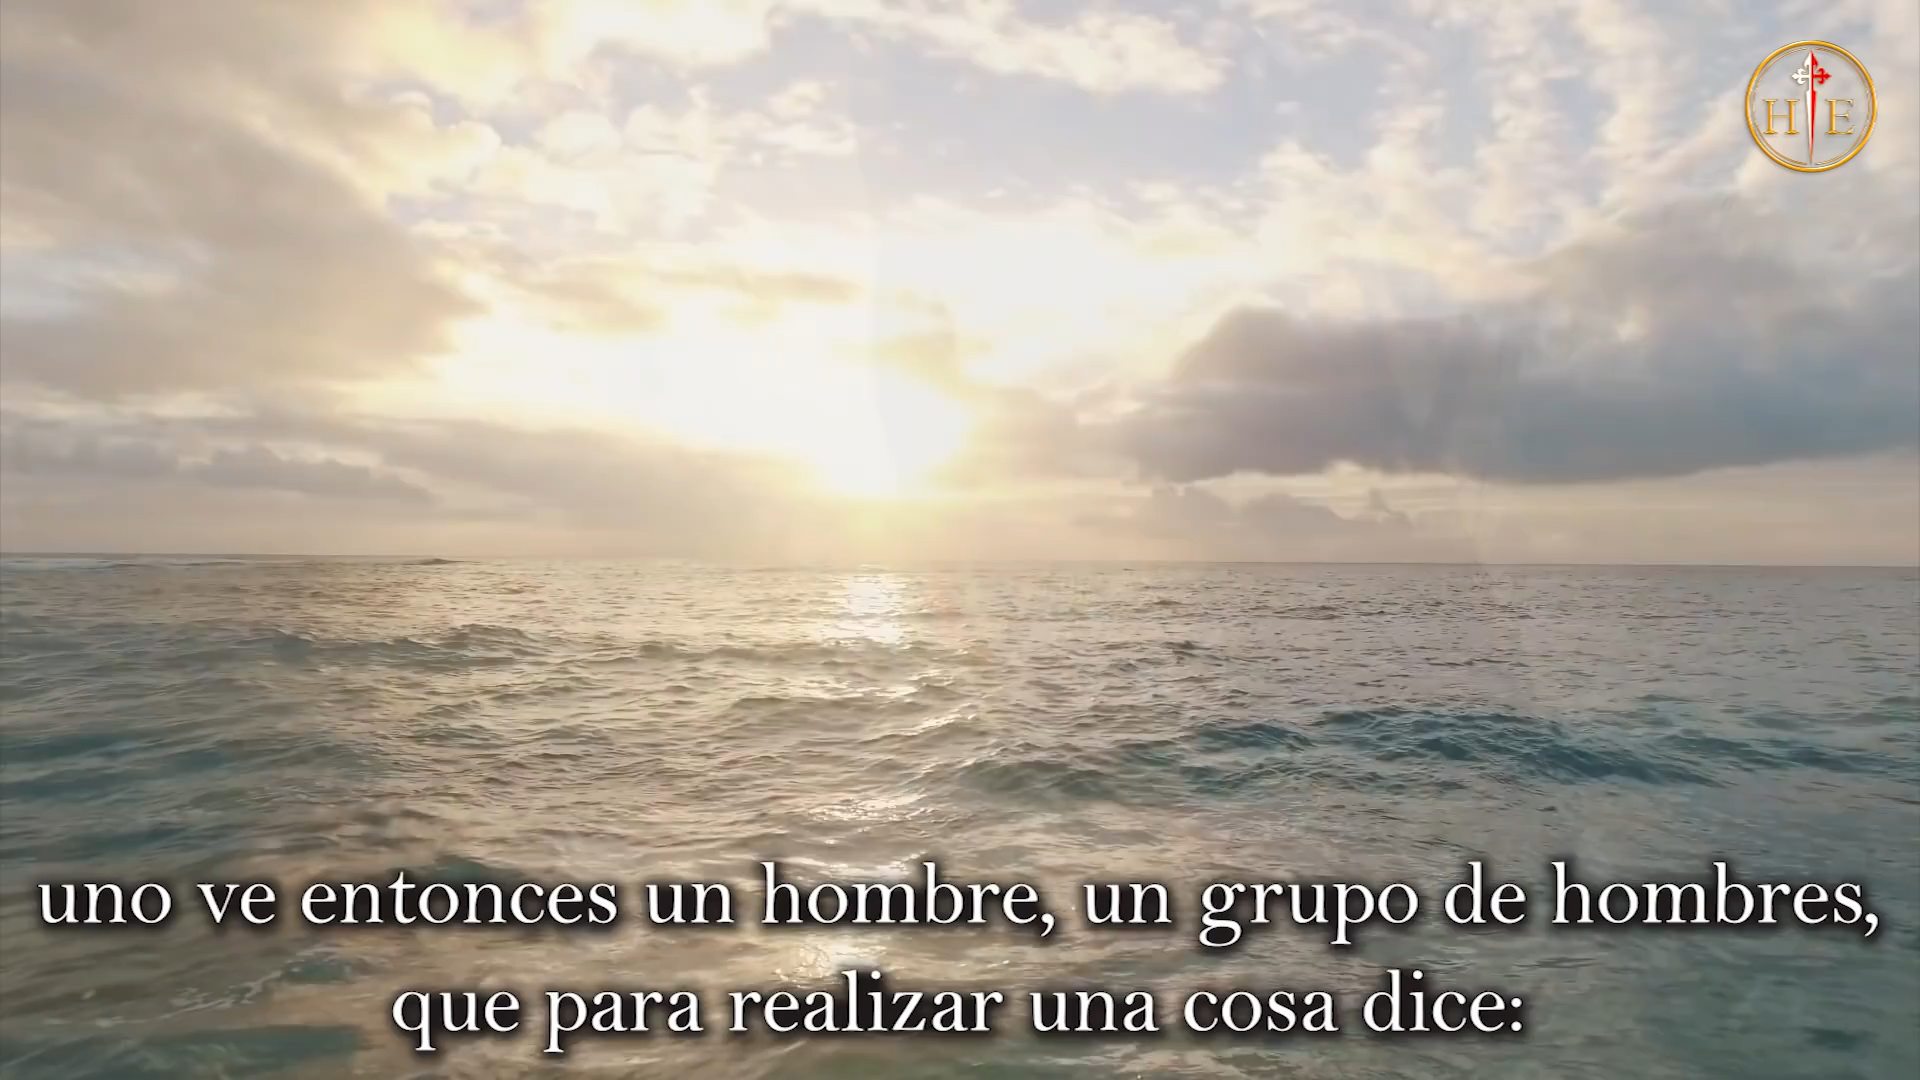 H E
uno ve entonces un hombre, un grupo de hombres,
que para realizar una cosa dice: